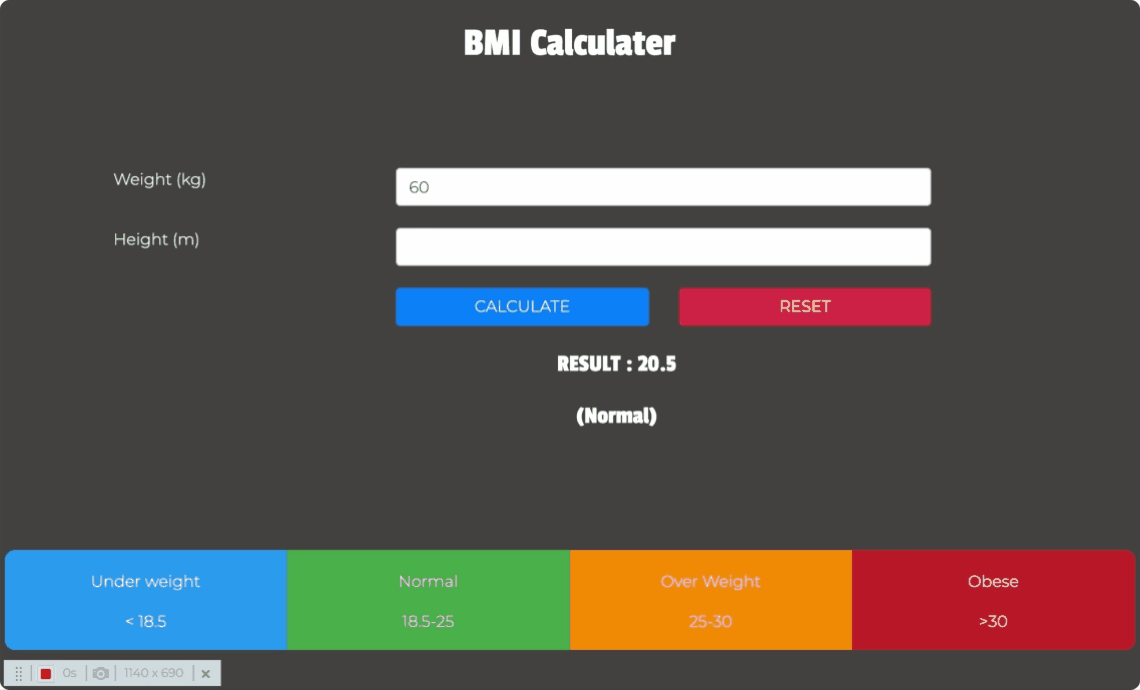 BMI Calculater
Weight (kg)
60
Height (m)
CALCULATE
RESET
RESULT : 20.5
(Normal)
Under weight
< 18.5
Normal
18.5-25
Over Weight
25-30
Obese
>30
0s
1140 x 690